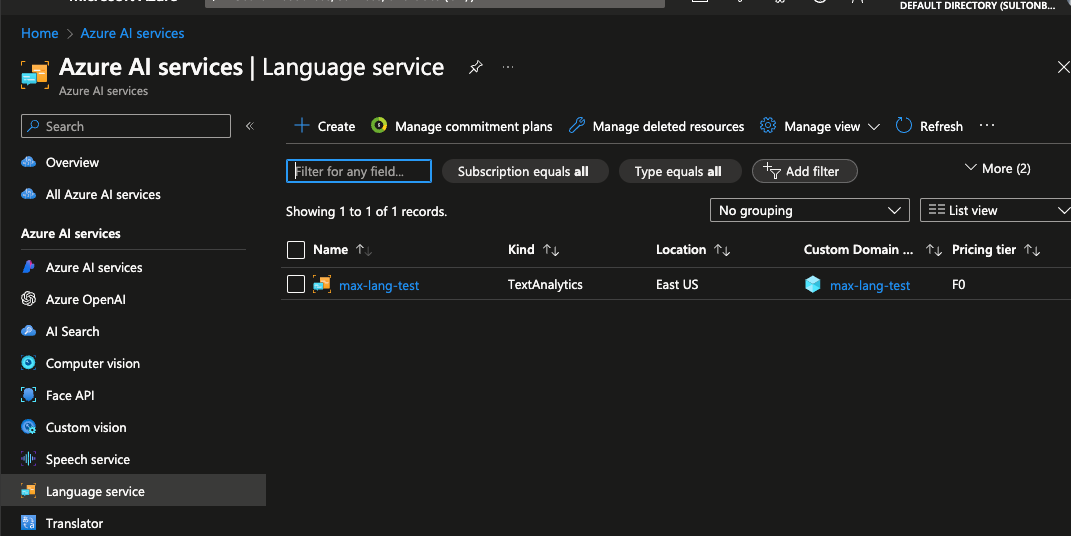 DEFAULT DIRECTORY (SULTONB...
Home > Azure AI services
Azure AI services | Language service
Azure AI services
Search
Create
Manage commitment plans
Manage deleted resources
Manage view
Refresh
Overview
All Azure AI services
Azure AI services
Azure AI services
Azure OpenAI
AI Search
Computer vision
Face API
Custom vision
Speech service
Language service
Translator
Filter for any field...
Subscription equals all
Type equals all
Add filter
More (2)
Showing 1 to 1 of 1 records.
No grouping
List view
Name Kind Location Custom Domain ... Pricing tier
max-lang-test TextAnalytics East US max-lang-test F0